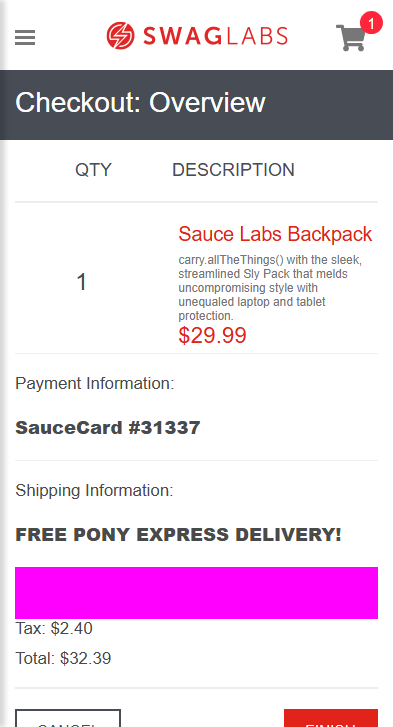 SWAGLABS
1
Checkout: Overview
QTY DESCRIPTION
1
Sauce Labs Backpack
carry.allTheThings() with the sleek,
streamlined Sly Pack that melds
uncompromising style with
unequaled laptop and tablet
protection.
$29.99
Payment Information:
SauceCard #31337
Shipping Information:
FREE PONY EXPRESS DELIVERY!
Tax: $2.40
Total: $32.39
CANCEL FINISH